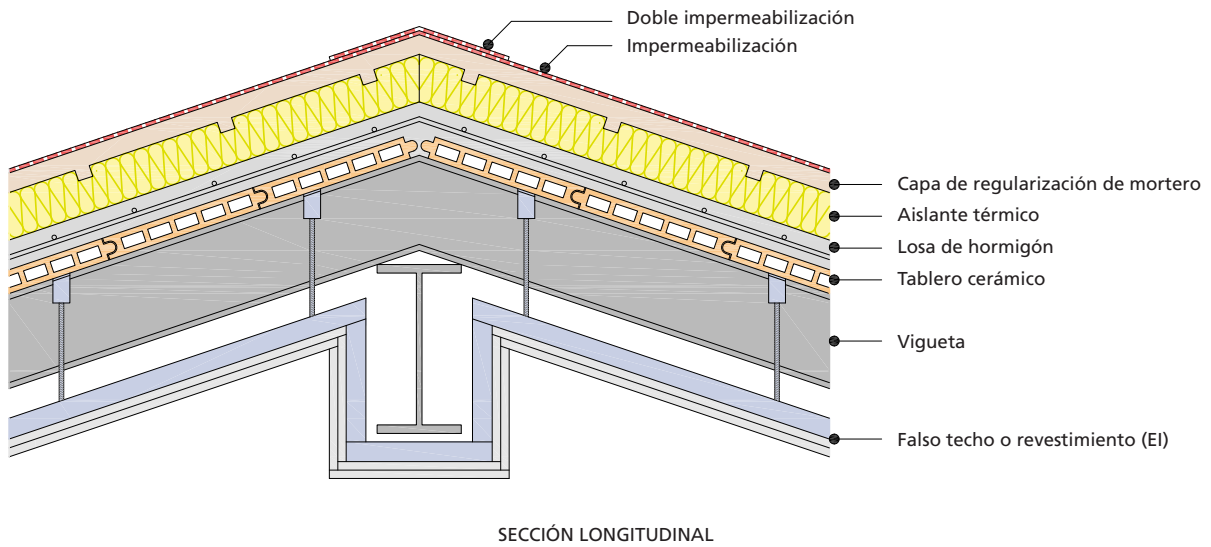 Doble impermeabilización
Impermeabilización
Capa de regularización de mortero
Aislante térmico
Losa de hormigón
Tablero cerámico
Vigueta
Falso techo o revestimiento (EI)
SECCIÓN LONGITUDINAL